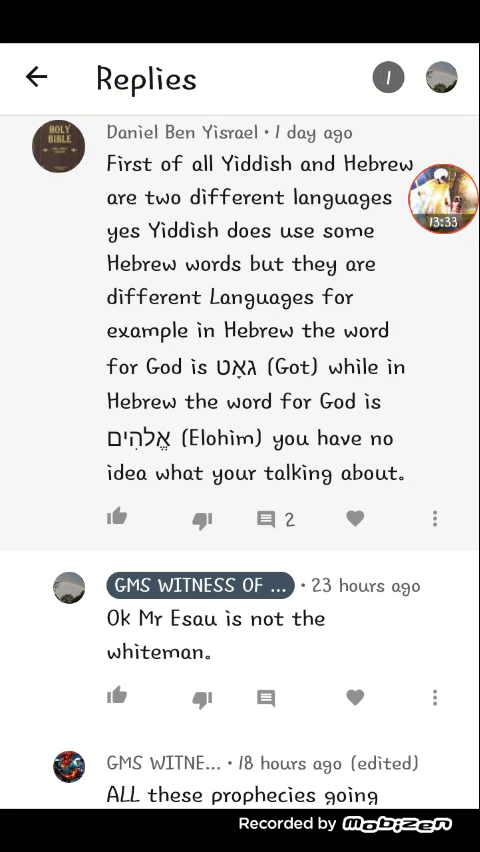 Replies
1
HOLY
BIBLE
Daniel Ben Yisrael • 1 day ago
First of all Yiddish and Hebrew
are two different languages
yes Yiddish does use some
Hebrew words but they are
different Languages for
example in Hebrew the word
for God is גאָט (Got) while in
Hebrew the word for God is
אֱלֹהִים (Elohim) you have no
idea what your talking about.
13:33
2
GMS WITNESS OF ... • 23 hours ago
Ok Mr Esau is not the
whiteman.
GMS WITNE... • 18 hours ago (edited)
ALL these prophecies going
Recorded by mobizen